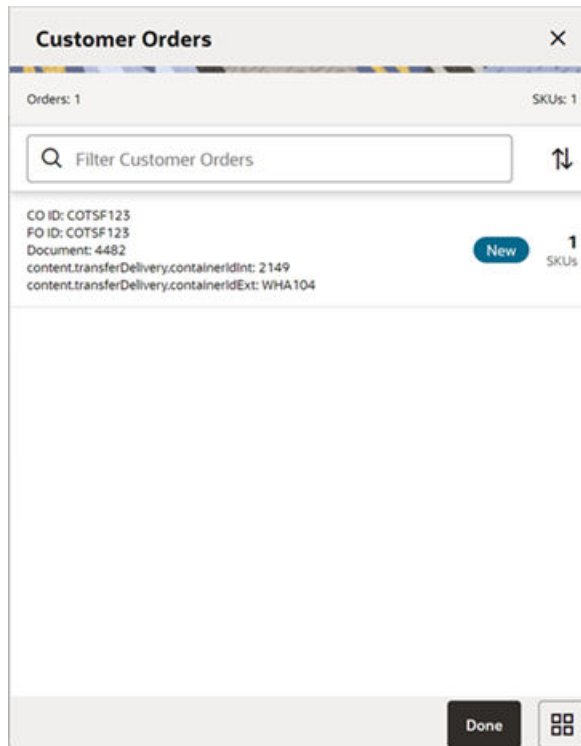 Customer Orders
Orders: 1
SKUs: 1
Filter Customer Orders
CO ID: COTSF123
FO ID: COTSF123
Document: 4482
content.transferDelivery.containerIdInt: 2149
content.transferDelivery.containerIdExt: WHA104
New
1
SKUs
Done